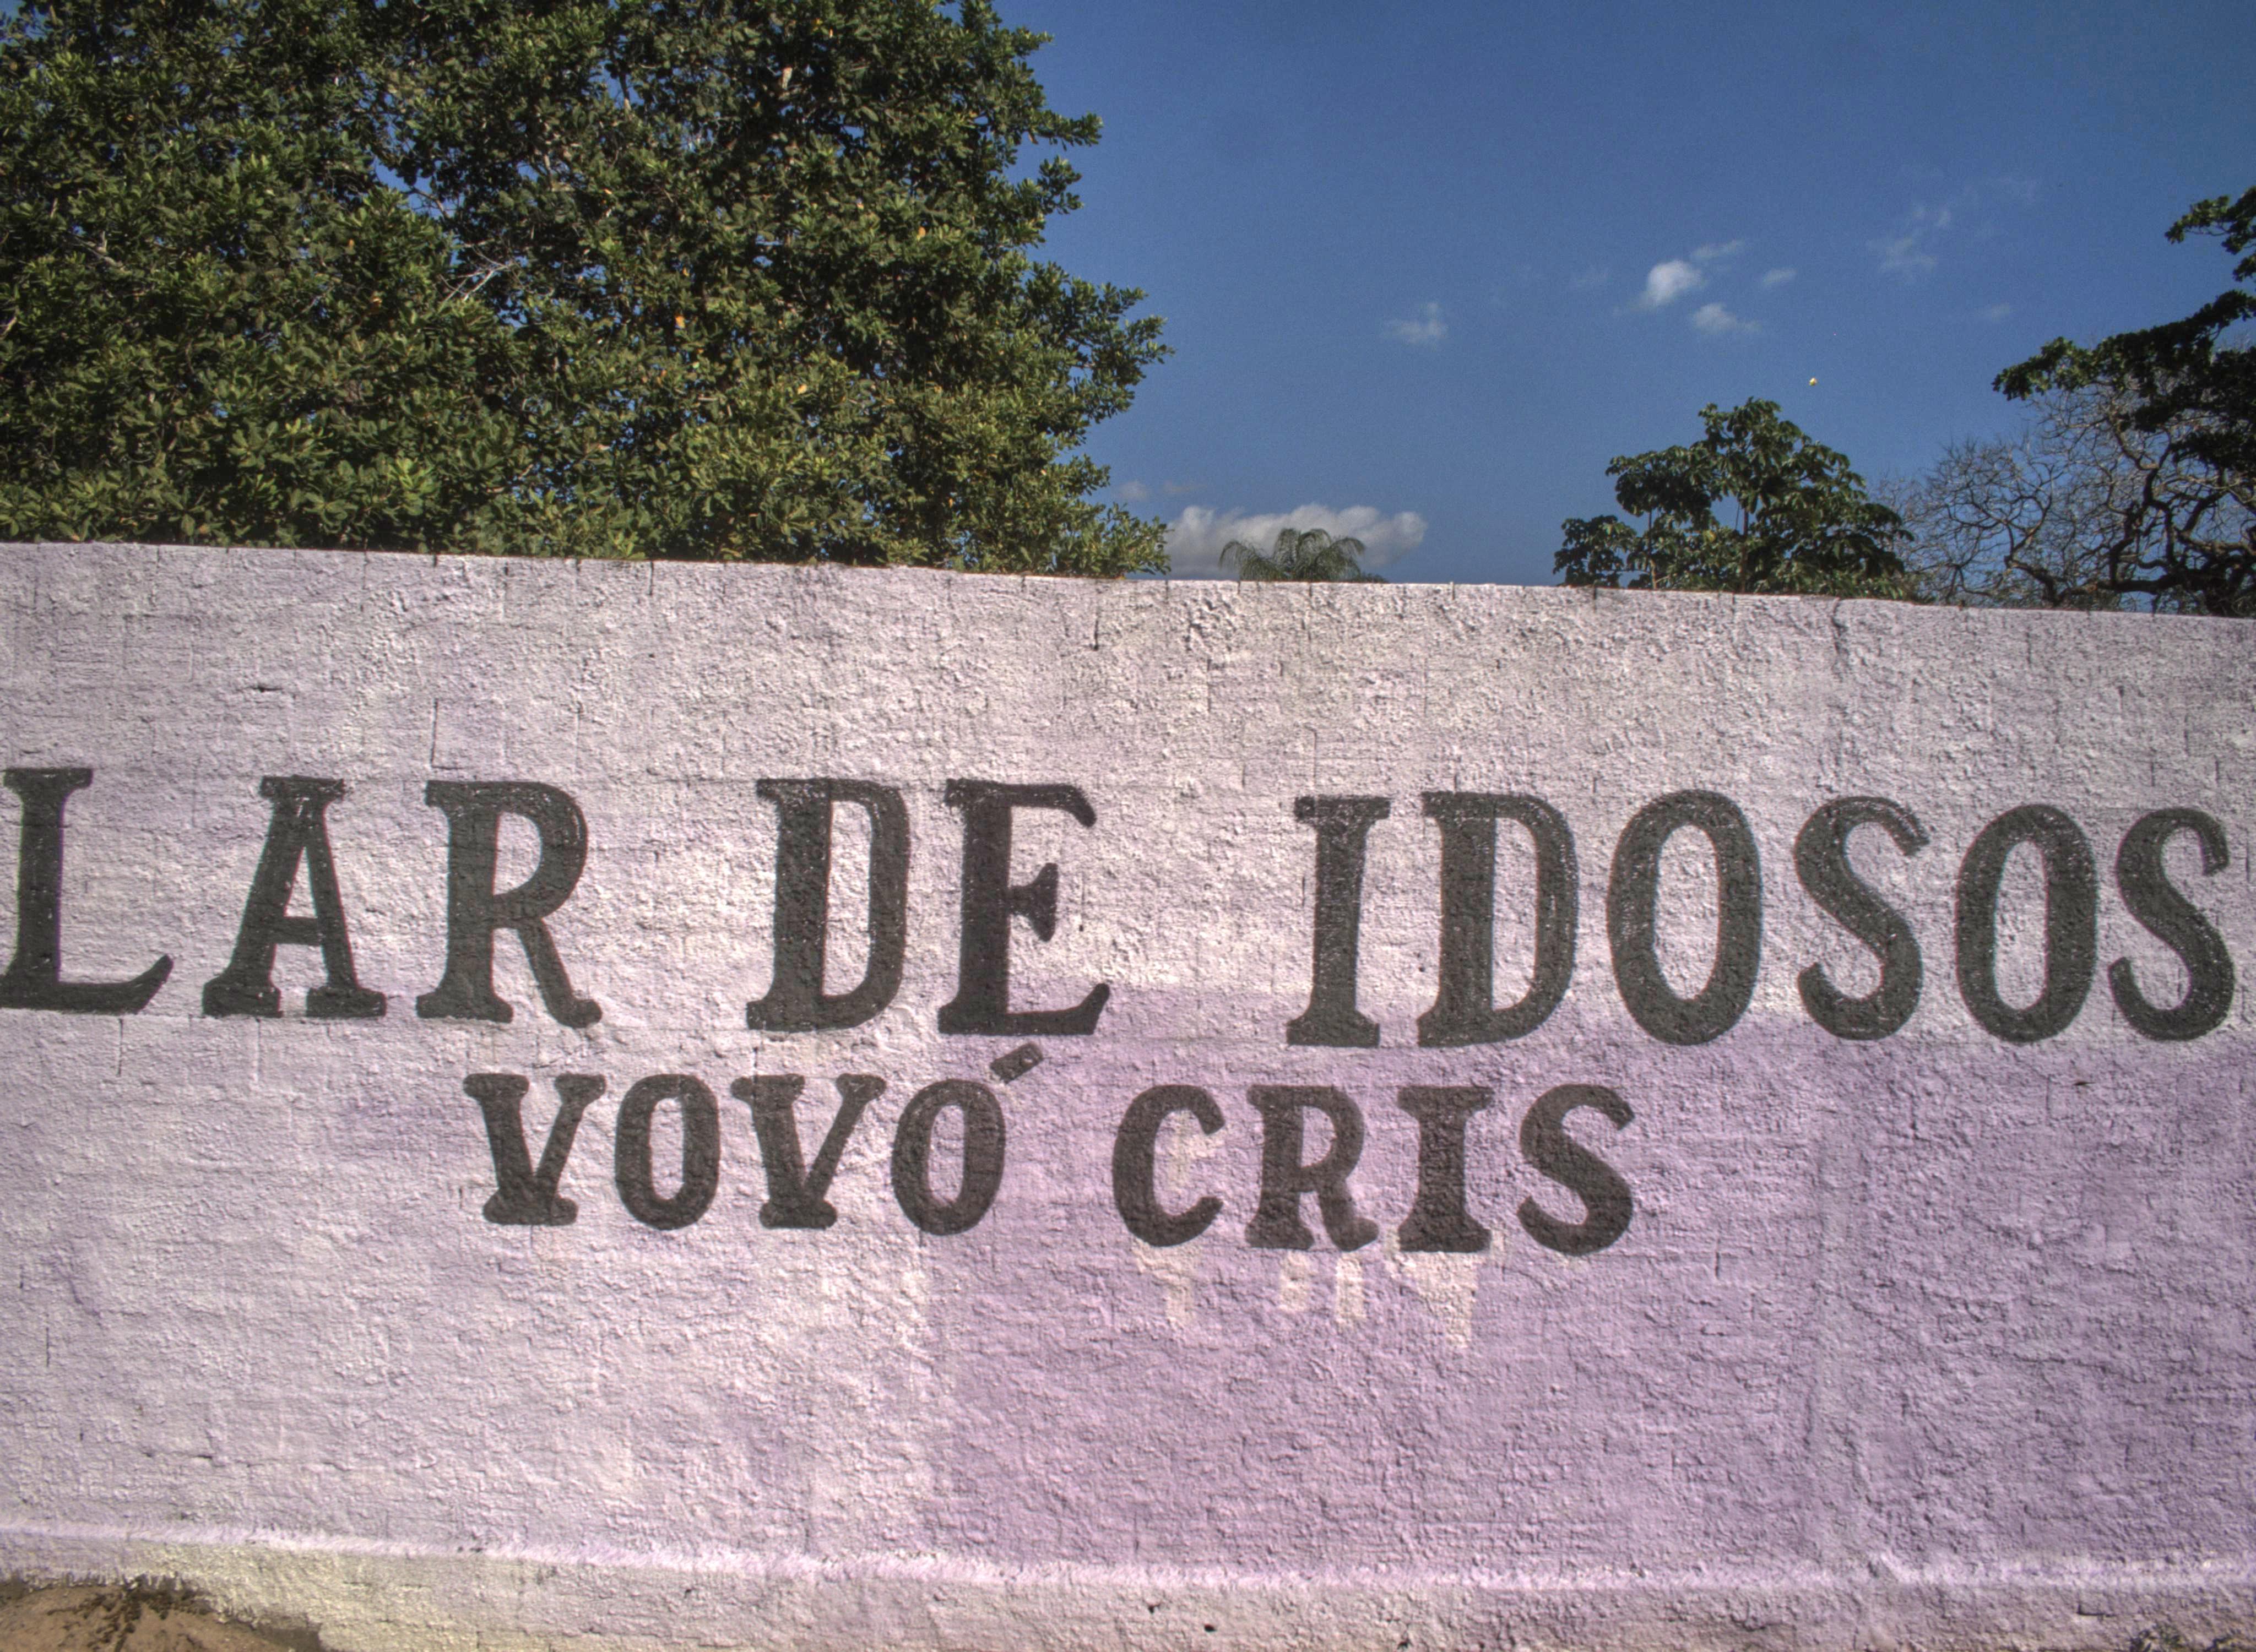 LAR DE IDOSOS
VOVÓ CRIS